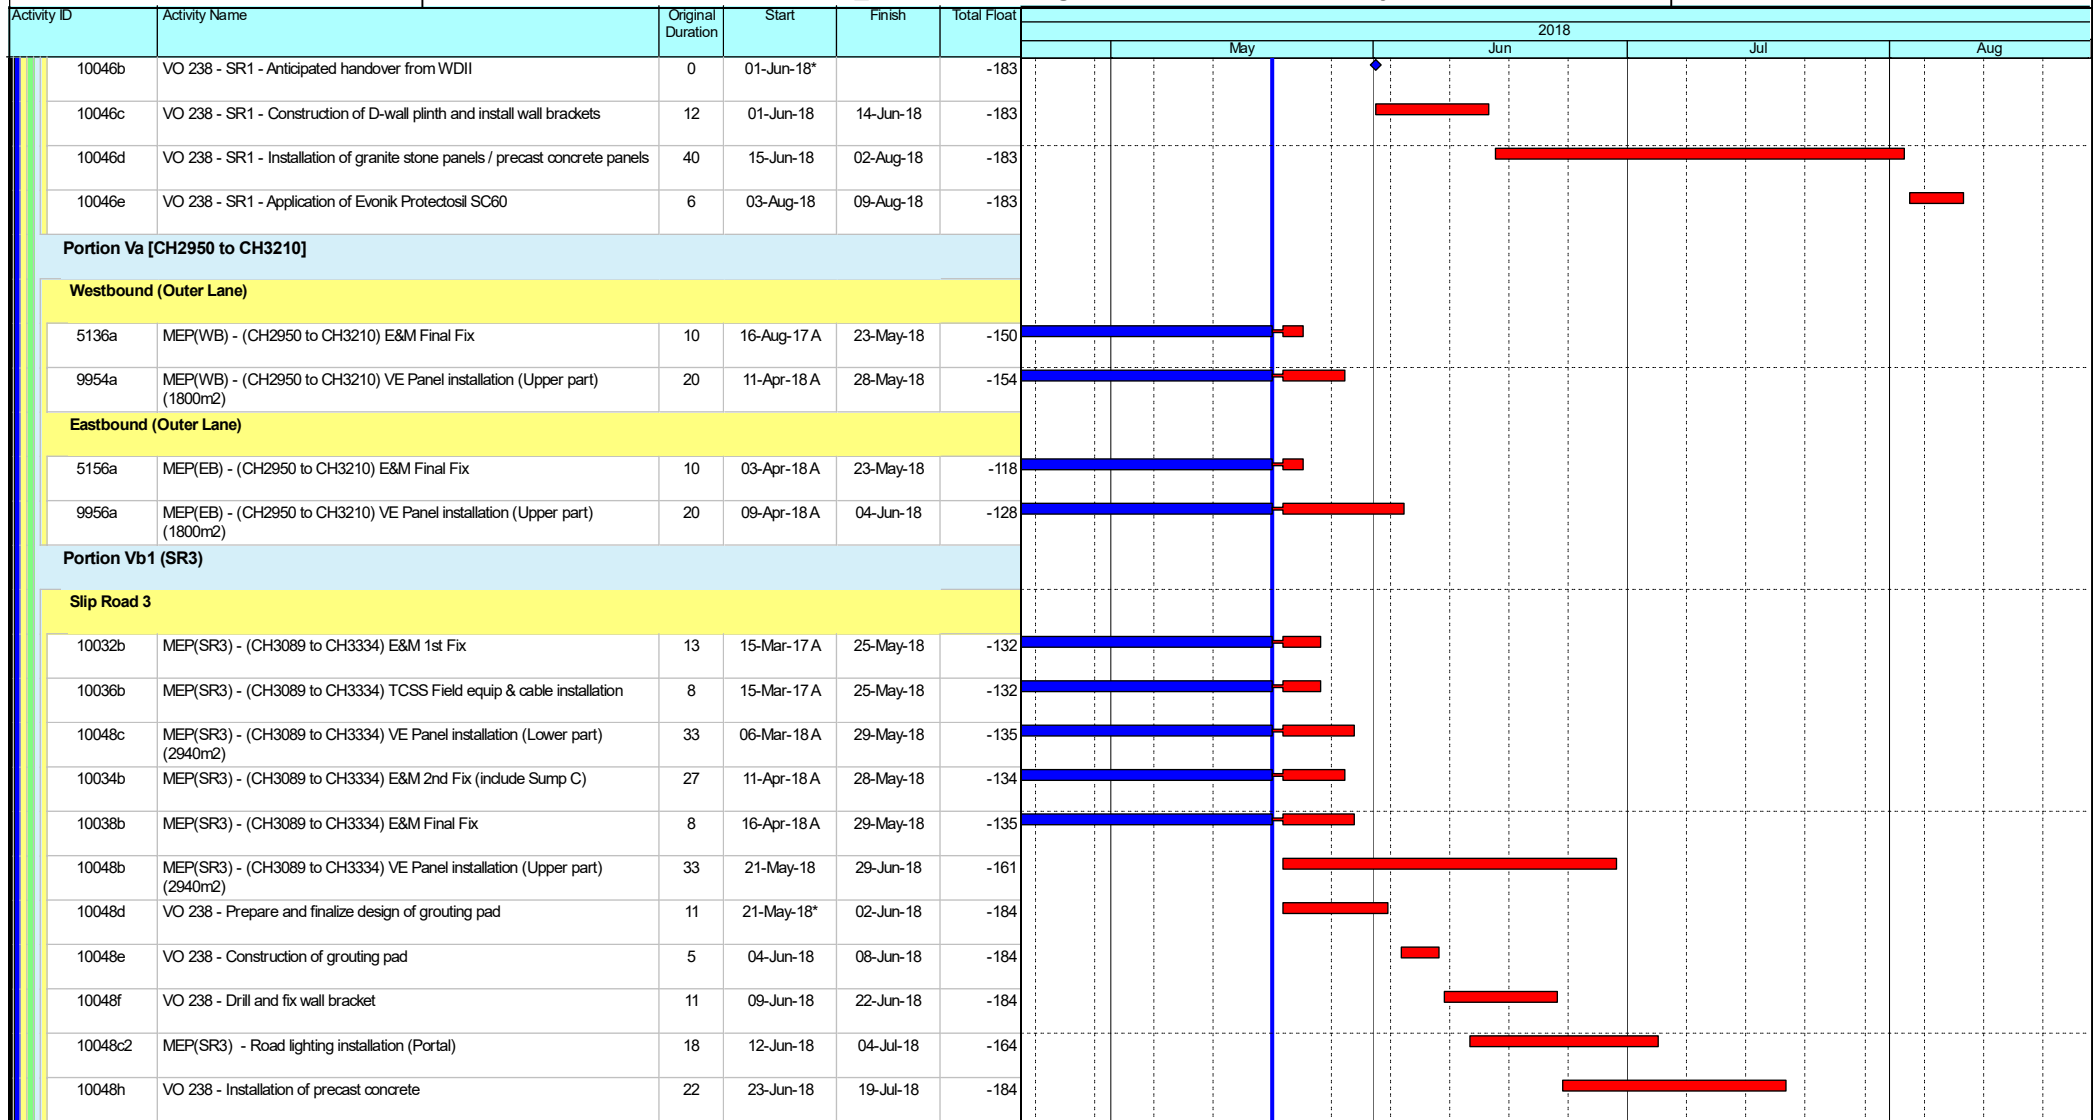 Activity ID Activity Name Original Duration Start Finish Total Float 2018
May Jun Jul Aug
10046b VO 238 - SR1 - Anticipated handover from WDII 0 01-Jun-18* -183
10046c VO 238 - SR1 - Construction of D-wall plinth and install wall brackets 12 01-Jun-18 14-Jun-18 -183
10046d VO 238 - SR1 - Installation of granite stone panels / precast concrete panels 40 15-Jun-18 02-Aug-18 -183
10046e VO 238 - SR1 - Application of Evonik Protectosil SC60 6 03-Aug-18 09-Aug-18 -183
Portion Va [CH2950 to CH3210]
Westbound (Outer Lane)
5136a MEP(WB) - (CH2950 to CH3210) E&M Final Fix 10 16-Aug-17 A 23-May-18 -150
9954a MEP(WB) - (CH2950 to CH3210) VE Panel installation (Upper part) 20 11-Apr-18 A 28-May-18 -154
(1800m2)
Eastbound (Outer Lane)
5156a MEP(EB) - (CH2950 to CH3210) E&M Final Fix 10 03-Apr-18 A 23-May-18 -118
9956a MEP(EB) - (CH2950 to CH3210) VE Panel installation (Upper part) 20 09-Apr-18 A 04-Jun-18 -128
(1800m2)
Portion Vb1 (SR3)
Slip Road 3
10032b MEP(SR3) - (CH3089 to CH3334) E&M 1st Fix 13 15-Mar-17 A 25-May-18 -132
10036b MEP(SR3) - (CH3089 to CH3334) TCSS Field equip & cable installation 8 15-Mar-17 A 25-May-18 -132
10048c MEP(SR3) - (CH3089 to CH3334) VE Panel installation (Lower part) 33 06-Mar-18 A 29-May-18 -135
(2940m2)
10034b MEP(SR3) - (CH3089 to CH3334) E&M 2nd Fix (include Sump C) 27 11-Apr-18 A 28-May-18 -134
10038b MEP(SR3) - (CH3089 to CH3334) E&M Final Fix 8 16-Apr-18 A 29-May-18 -135
10048b MEP(SR3) - (CH3089 to CH3334) VE Panel installation (Upper part) 33 21-May-18 29-Jun-18 -161
(2940m2)
10048d VO 238 - Prepare and finalize design of grouting pad 11 21-May-18* 02-Jun-18 -184
10048e VO 238 - Construction of grouting pad 5 04-Jun-18 08-Jun-18 -184
10048f VO 238 - Drill and fix wall bracket 11 09-Jun-18 22-Jun-18 -184
10048c2 MEP(SR3) - Road lighting installation (Portal) 18 12-Jun-18 04-Jul-18 -164
10048h VO 238 - Installation of precast concrete 22 23-Jun-18 19-Jul-18 -184